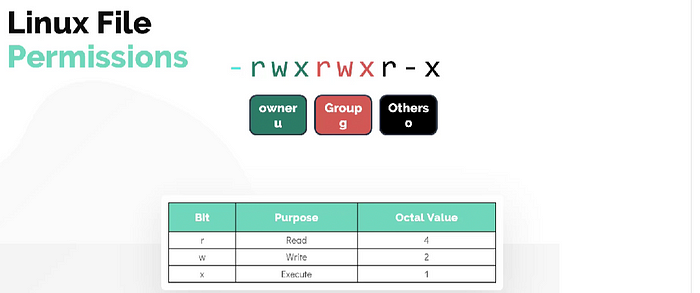 Linux File
Permissions
-rwxrwxr-x
owner Group Others
u g o
Bit Purpose Octal Value
r Read 4
w Write 2
x Execute 1